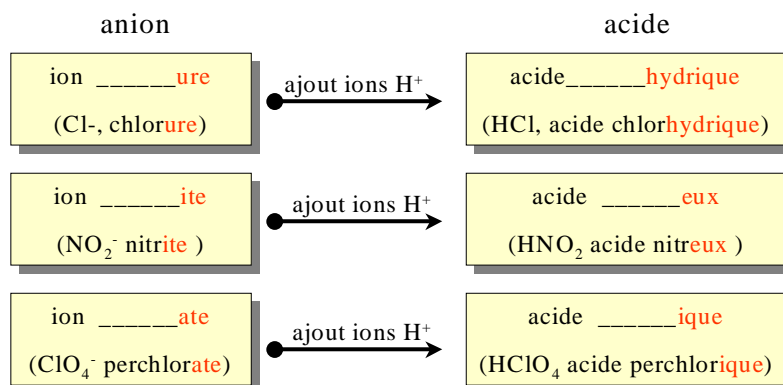 anion
acide
ion ______ure
(Cl-, chlorure)
ajout ions H⁺
acide______hydrique
(HCl, acide chlorhydrique)
ion ______ite
(NO₂⁻ nitrite )
ajout ions H⁺
acide ______eux
(HNO₂ acide nitreux )
ion ______ate
(ClO₄⁻ perchlorate)
ajout ions H⁺
acide ______ique
(HClO₄ acide perchlorique)